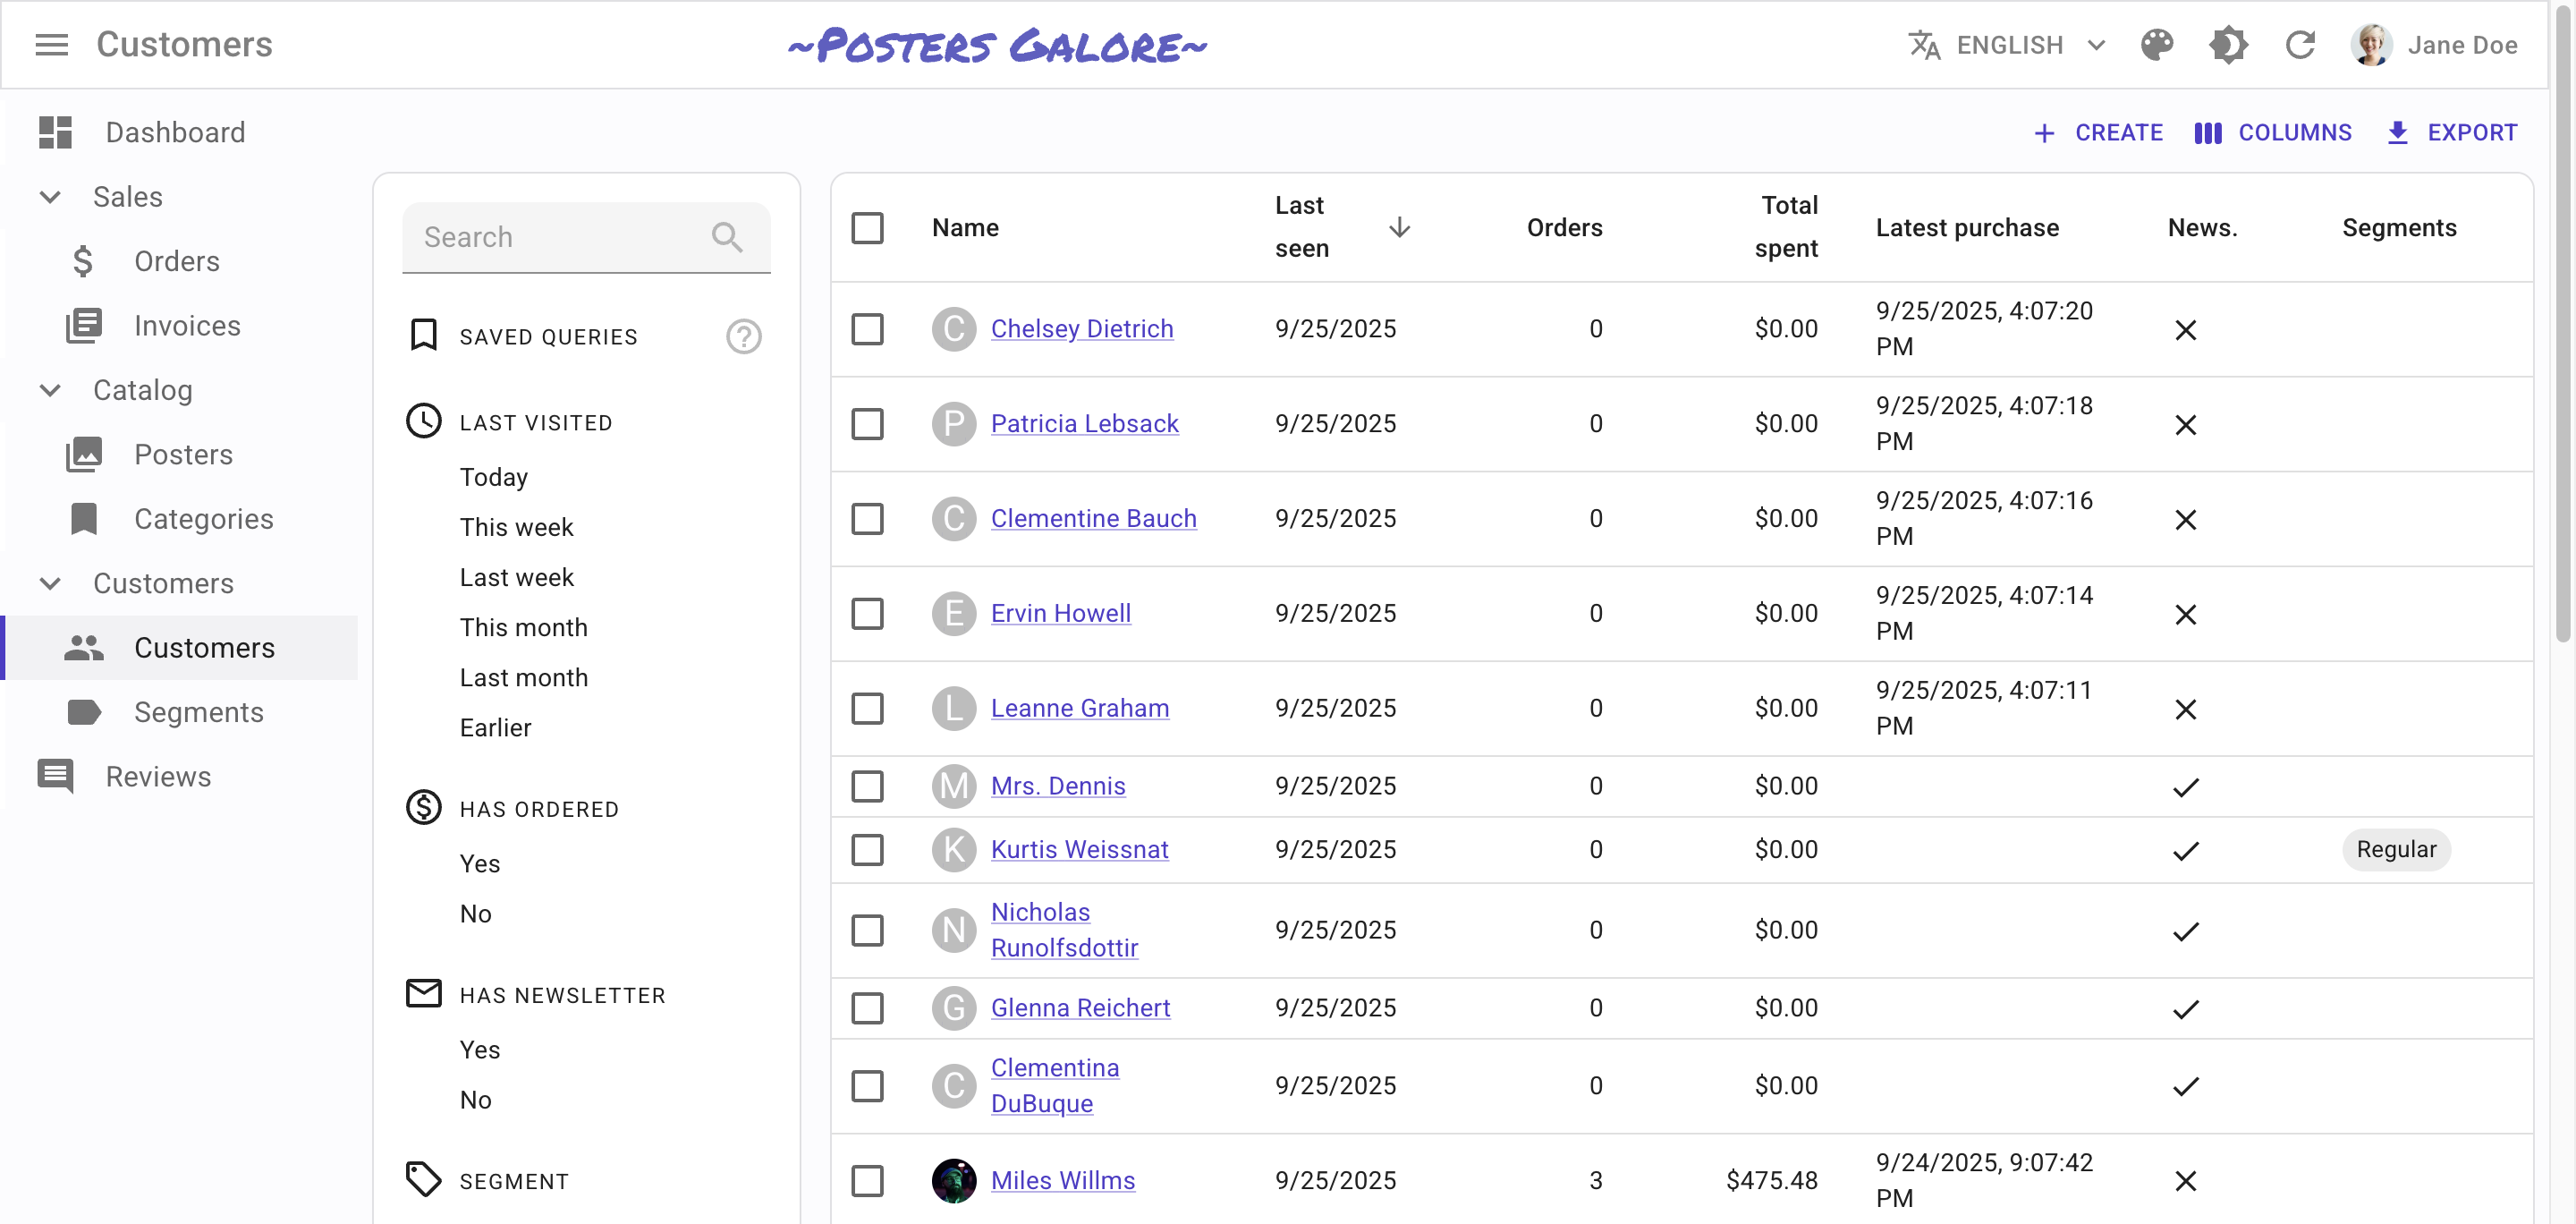 Customers
~Posters Galore~
ENGLISH
Jane Doe
Dashboard
Sales
Orders
Invoices
Catalog
Posters
Categories
Customers
Customers
Segments
Reviews
CREATE
COLUMNS
EXPORT
Search
SAVED QUERIES
?
LAST VISITED
Today
This week
Last week
This month
Last month
Earlier
HAS ORDERED
Yes
No
HAS NEWSLETTER
Yes
No
SEGMENT
Name Last seen Orders Total spent Latest purchase News. Segments
C Chelsey Dietrich 9/25/2025 0 $0.00 9/25/2025, 4:07:20 PM
P Patricia Lebsack 9/25/2025 0 $0.00 9/25/2025, 4:07:18 PM
C Clementine Bauch 9/25/2025 0 $0.00 9/25/2025, 4:07:16 PM
E Ervin Howell 9/25/2025 0 $0.00 9/25/2025, 4:07:14 PM
L Leanne Graham 9/25/2025 0 $0.00 9/25/2025, 4:07:11 PM
M Mrs. Dennis 9/25/2025 0 $0.00
K Kurtis Weissnat 9/25/2025 0 $0.00 Regular
N Nicholas Runolfsdottir 9/25/2025 0 $0.00
G Glenna Reichert 9/25/2025 0 $0.00
C Clementina DuBuque 9/25/2025 0 $0.00
Miles Willms 9/25/2025 3 $475.48 9/24/2025, 9:07:42 PM